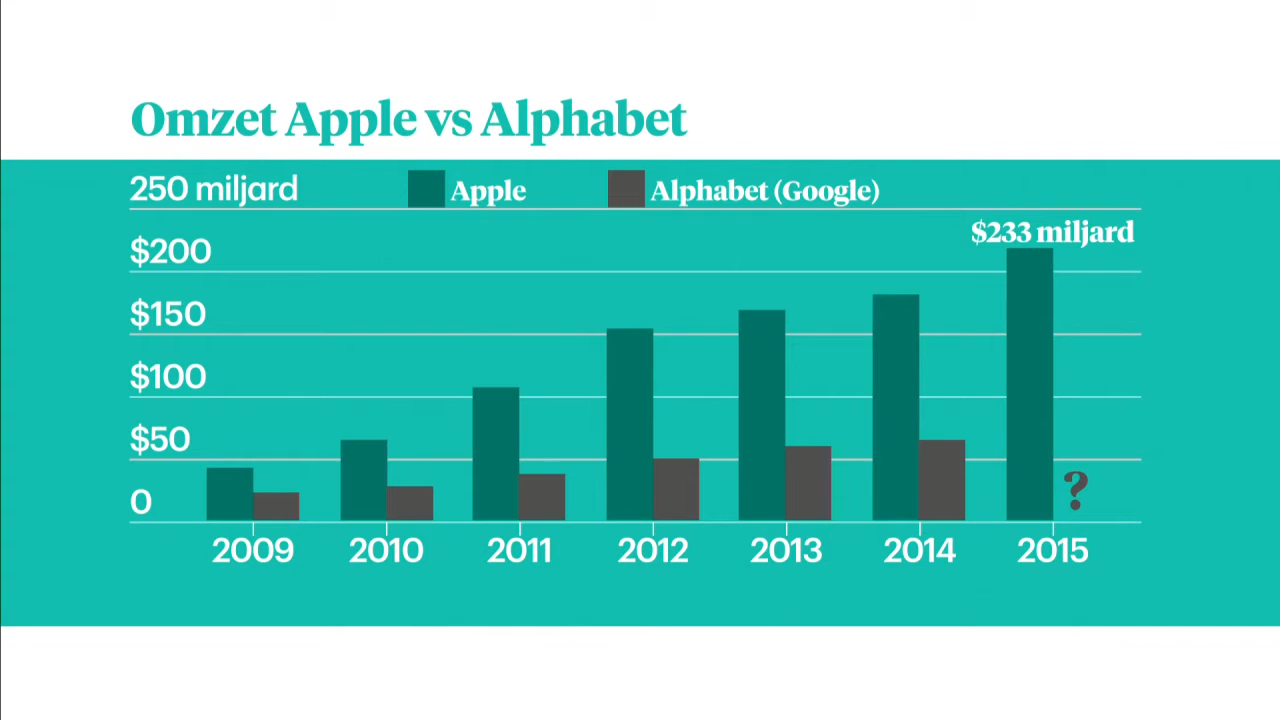 Omzet Apple vs Alphabet
250 miljard
Apple
Alphabet (Google)
$233 miljard
$200
$150
$100
$50
?
0
2009 2010 2011 2012 2013 2014 2015